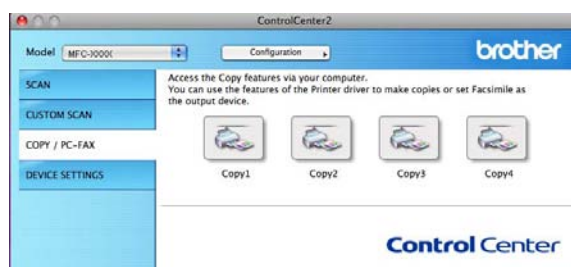 ControlCenter2
Model MFC-XXXX Configuration brother
SCAN
CUSTOM SCAN
COPY / PC-FAX
DEVICE SETTINGS
Access the Copy features via your computer.
You can use the features of the Printer driver to make copies or set Facsimile as
the output device.
Copy1 Copy2 Copy3 Copy4
Control Center